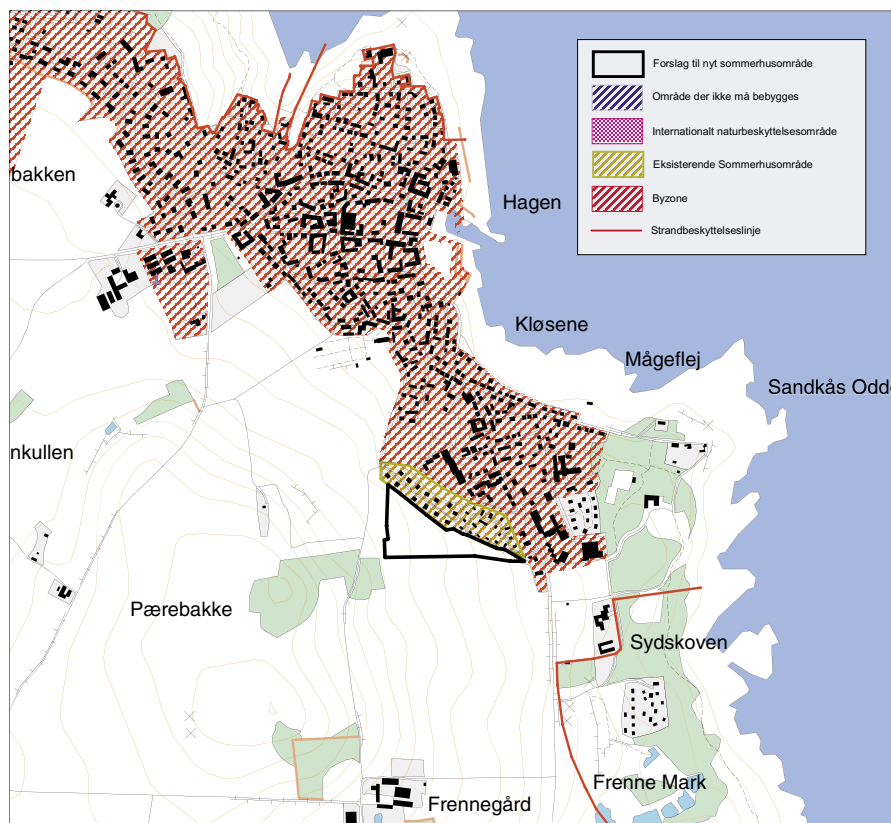 Forslag til nyt sommerhusområde
Område der ikke må bebygges
Internationalt naturbeskyttelsesområde
Eksisterende Sommerhusområde
Byzone
Strandbeskyttelseslinje
bakken
Hagen
Kløsene
Mågeflej
Sandkås Odde
nkullen
Pærebakke
Sydskoven
Frenne Mark
Frennegård